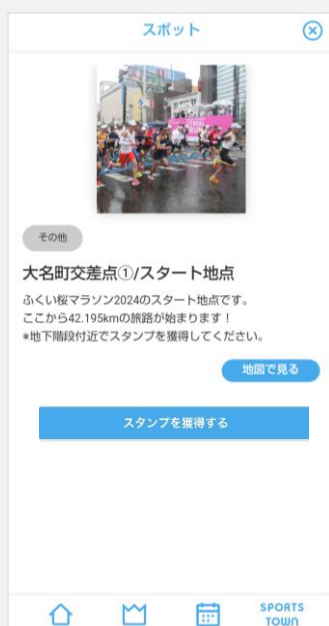 スポット
その他
大名町交差点①/スタート地点
ふくい桜マラソン2024のスタート地点です。
ここから42.195kmの旅路が始まります！
*地下階段付近でスタンプを獲得してください。
地図で見る
スタンプを獲得する
SPORTS
TOWN